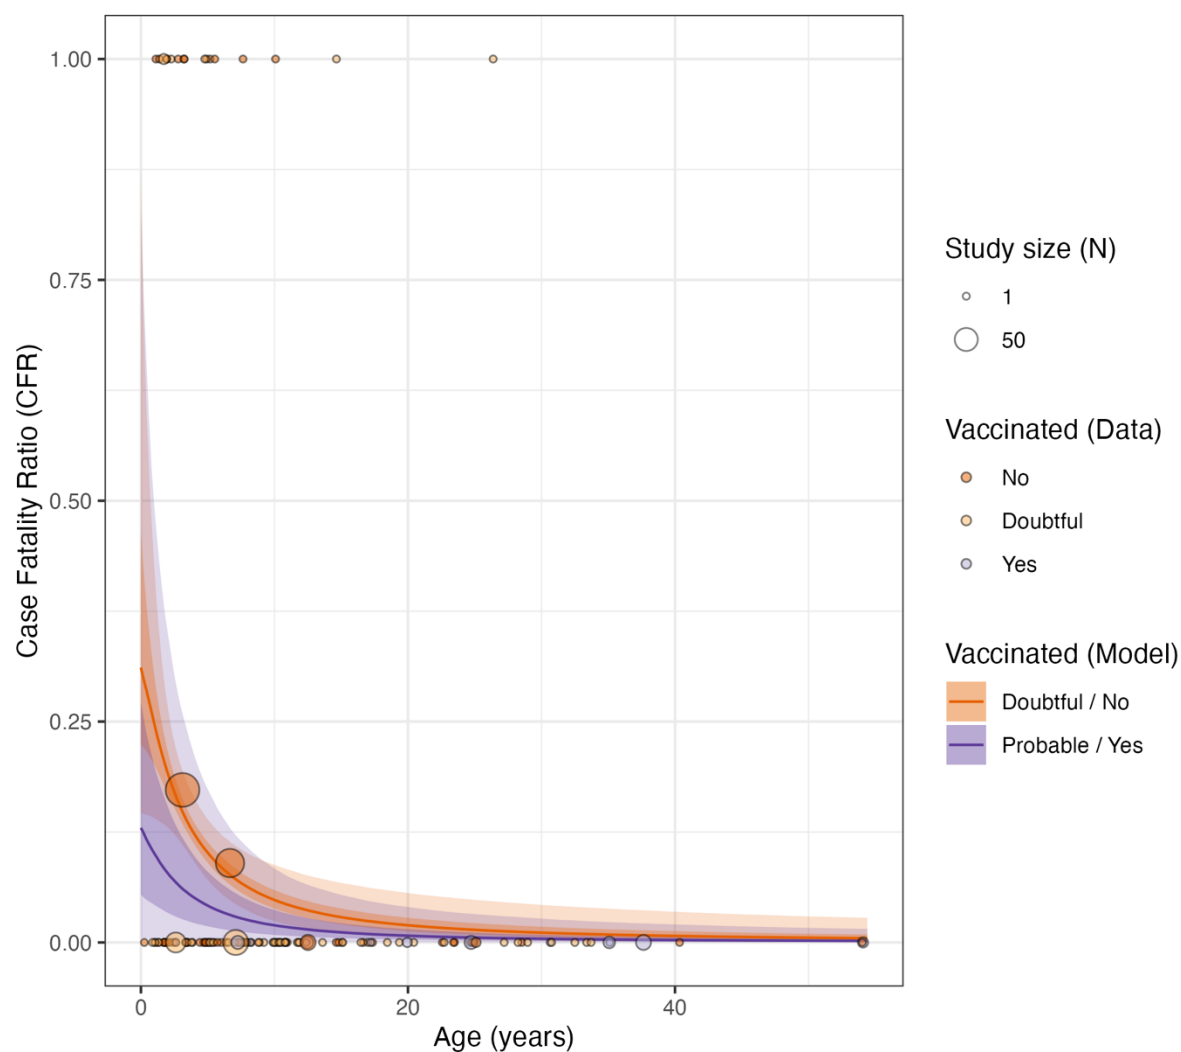 1.00
0.75
0.50
0.25
0.00
Case Fatality Ratio (CFR)
0
20
40
Age (years)
Study size (N)
1
50
Vaccinated (Data)
No
Doubtful
Yes
Vaccinated (Model)
Doubtful / No
Probable / Yes